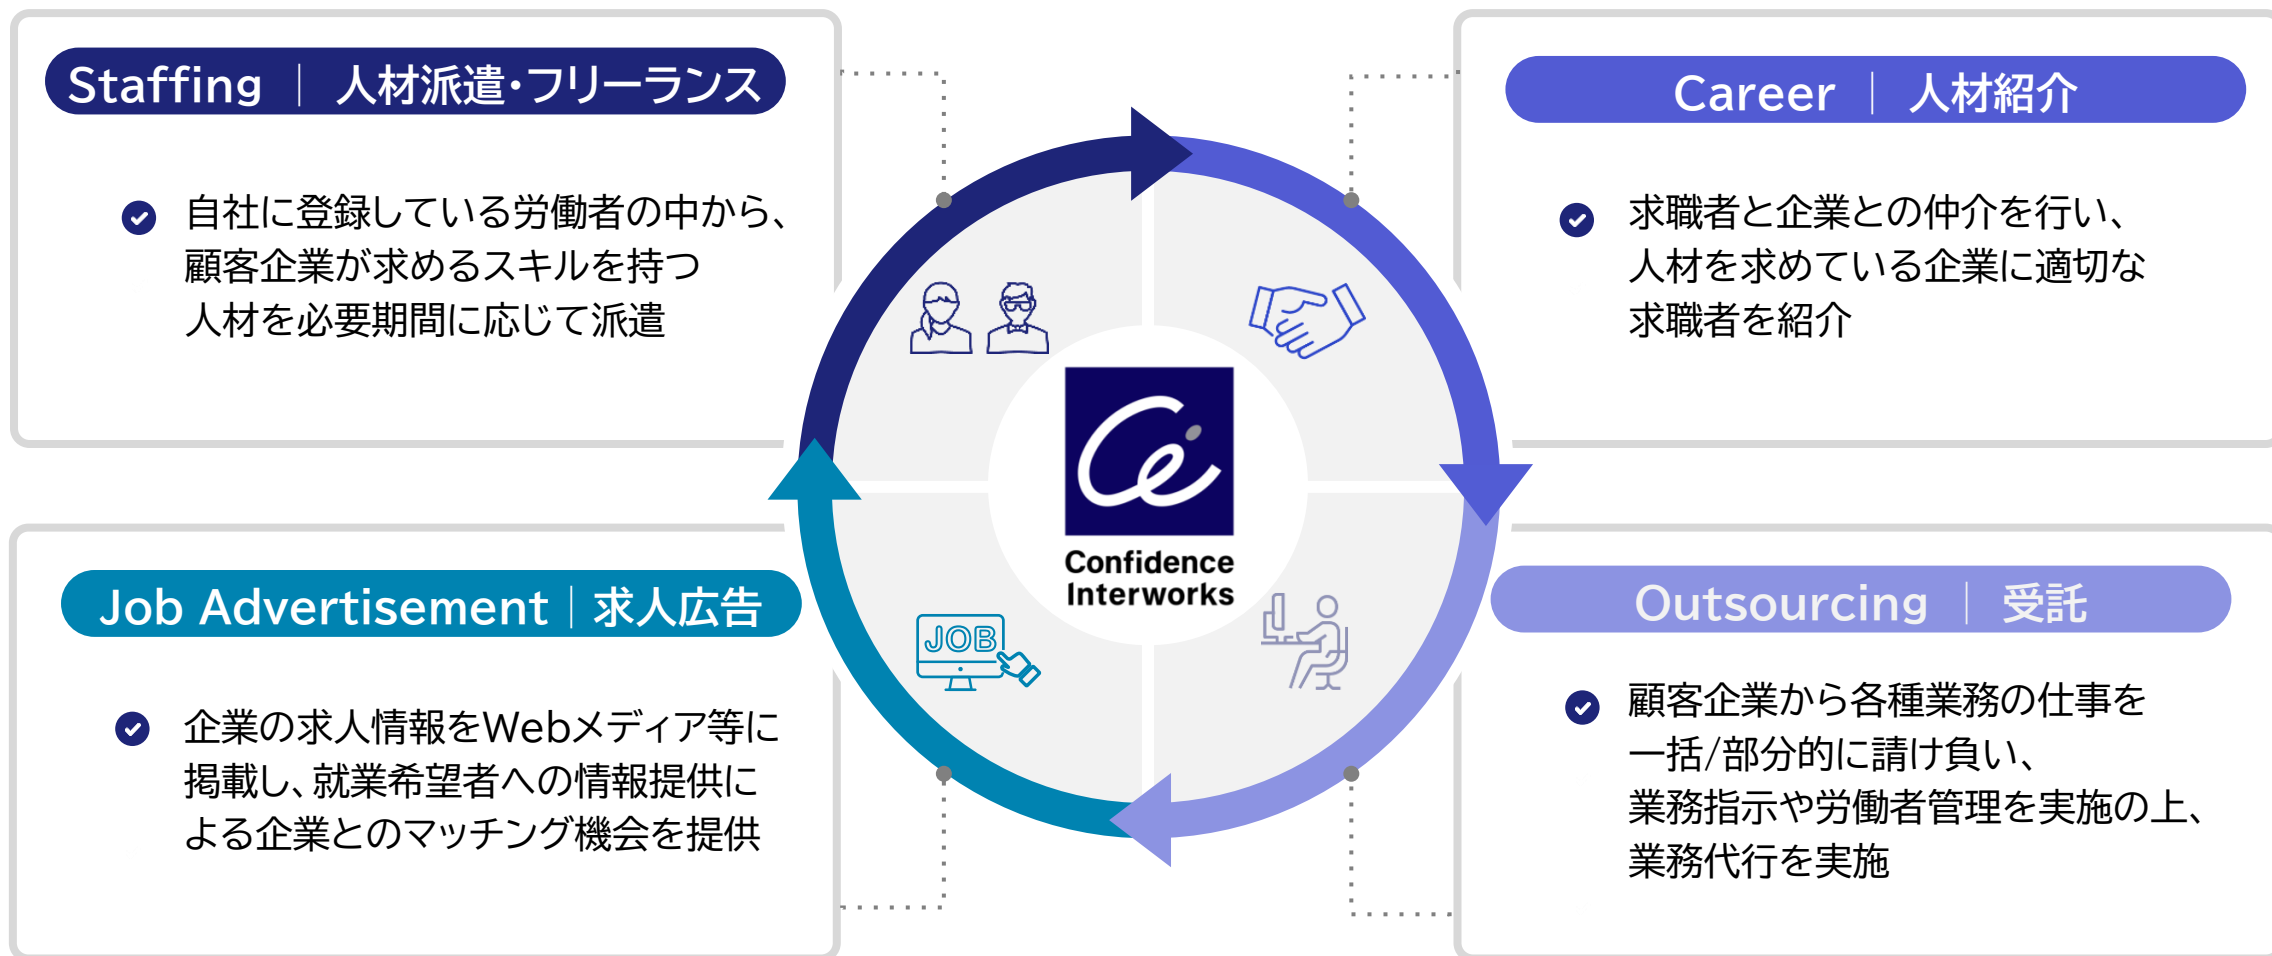 Staffing ｜ 人材派遣・フリーランス
自社に登録している労働者の中から、
顧客企業が求めるスキルを持つ
人材を必要期間に応じて派遣
Career ｜ 人材紹介
求職者と企業との仲介を行い、
人材を求めている企業に適切な
求職者を紹介
Confidence
Interworks
JOB
Job Advertisement｜求人広告
企業の求人情報をWebメディア等に
掲載し、就業希望者への情報提供に
よる企業とのマッチング機会を提供
Outsourcing ｜ 受託
顧客企業から各種業務の仕事を
一括/部分的に請け負い、
業務指示や労働者管理を実施の上、
業務代行を実施